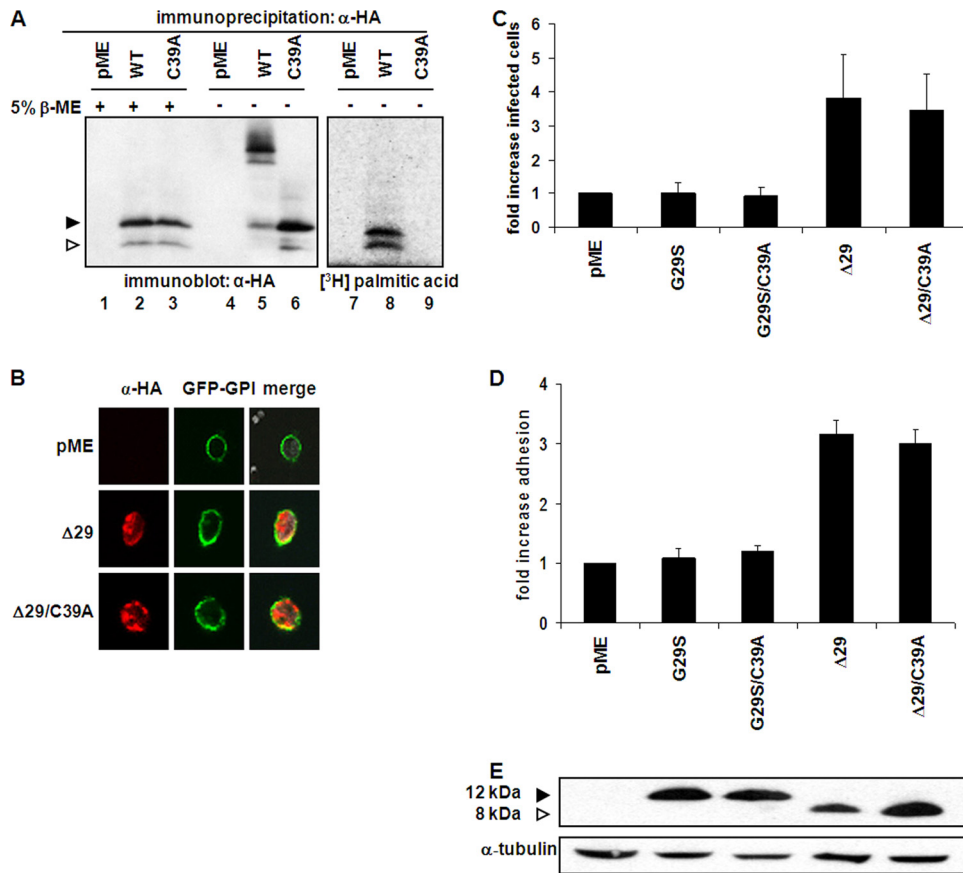 A
immunoprecipitation: α-HA
pME WT C39A pME WT C39A pME WT C39A
5% β-ME + + + - - - - - -
immunoblot: α-HA [³H] palmitic acid
1 2 3 4 5 6 7 8 9
B
α-HA GFP-GPI merge
pME
Δ29
Δ29/C39A
C
fold increase infected cells
6
5
4
3
2
1
0
pME G29S G29S/C39A Δ29 Δ29/C39A
D
fold increase adhesion
4
3
2
1
0
pME G29S G29S/C39A Δ29 Δ29/C39A
E
12 kDa
8 kDa
α-tubulin